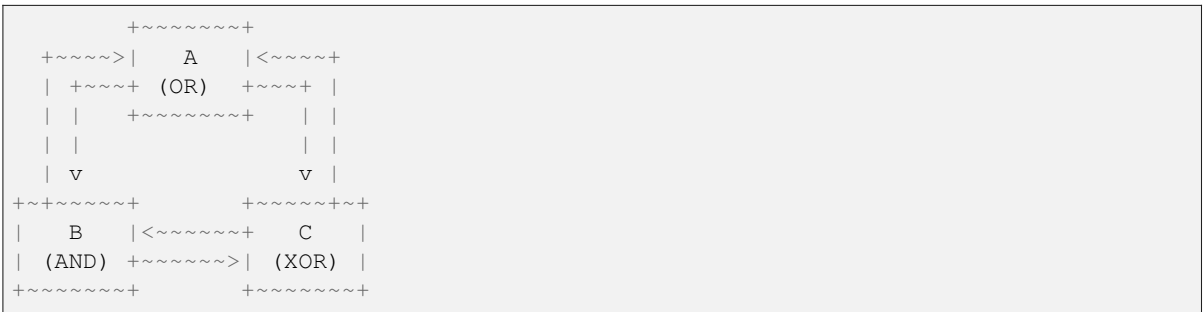 +~~~~~~~+
   +~~~~>|    A    |<~~~~+
   |  +~~~+  (OR)   +~~~+  |
   |  |    +~~~~~~~+    |  |
   |  |                 |  |
   |  v                 v  |
+~+~~~~~+        +~~~~~+~+
|    B    |<~~~~~~+    C    |
|  (AND)  +~~~~~~>|  (XOR)  |
+~~~~~~~+        +~~~~~~~+